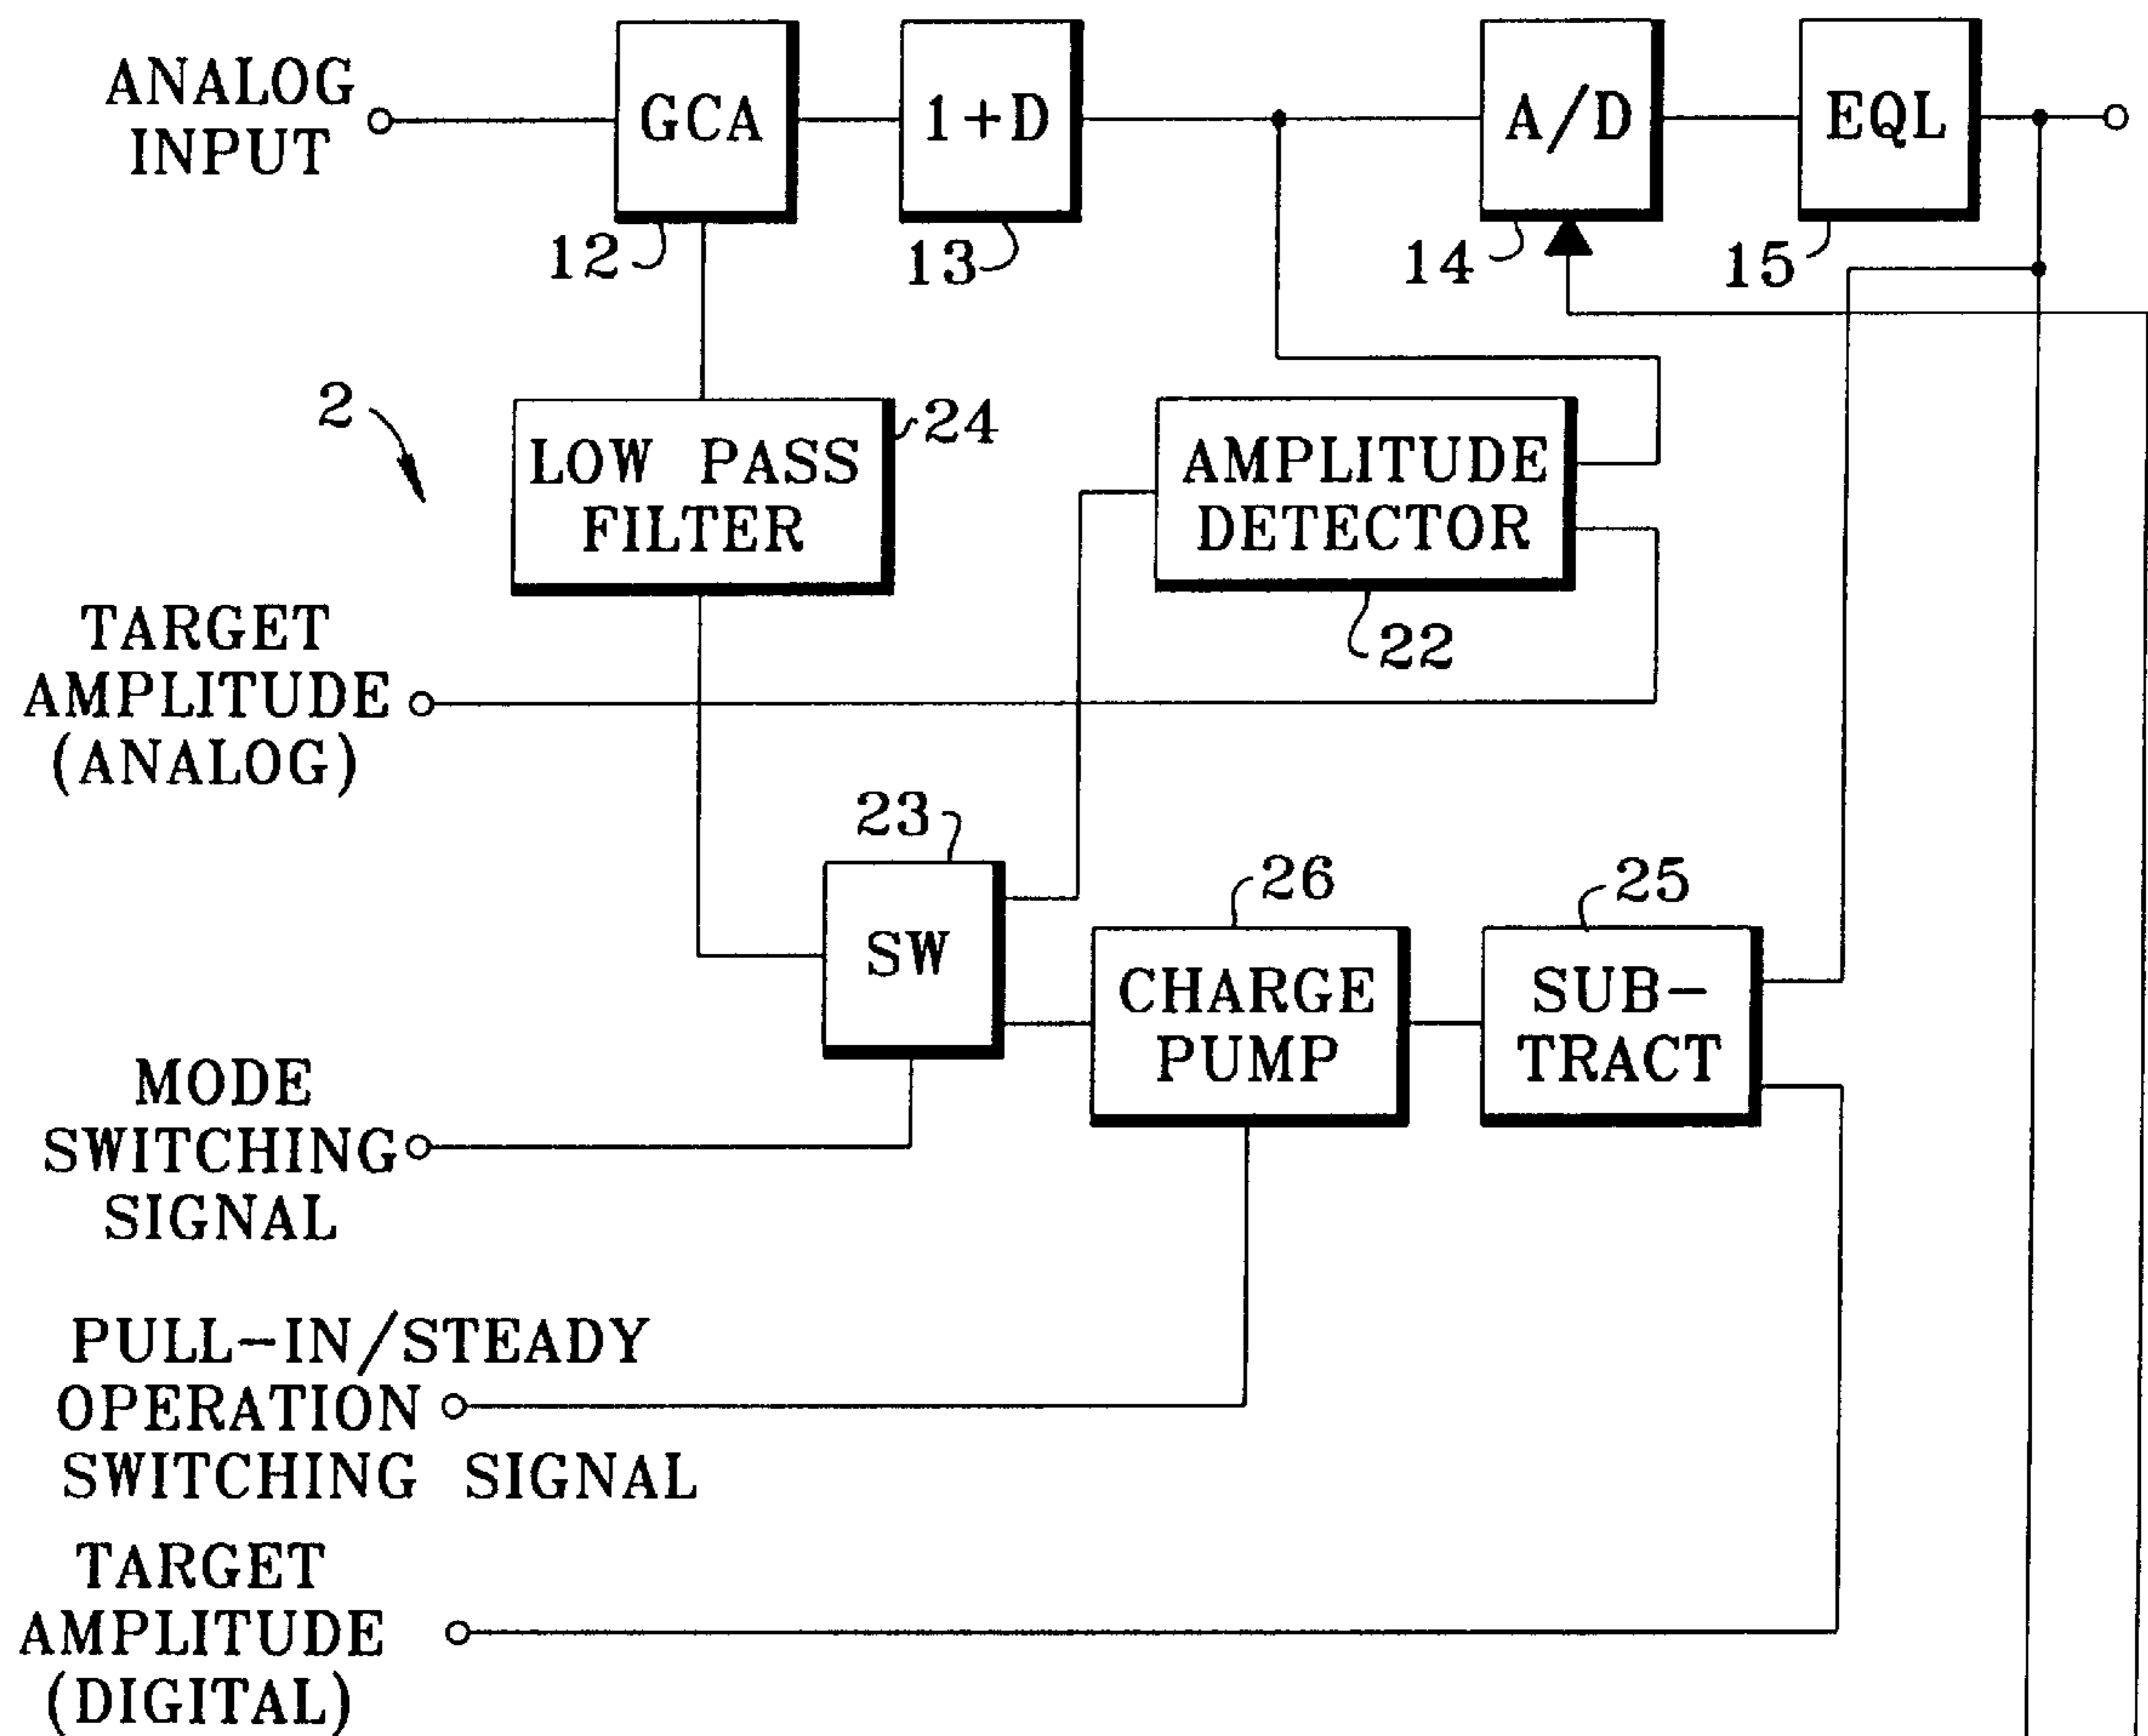 ANALOG
INPUT
GCA
1+D
A/D
EQL
12
13
14
15
2
LOW PASS
FILTER
24
AMPLITUDE
DETECTOR
22
TARGET
AMPLITUDE
(ANALOG)
23
SW
26
CHARGE
PUMP
25
SUB-
TRACT
MODE
SWITCHING
SIGNAL
PULL-IN/STEADY
OPERATION
SWITCHING SIGNAL
TARGET
AMPLITUDE
(DIGITAL)